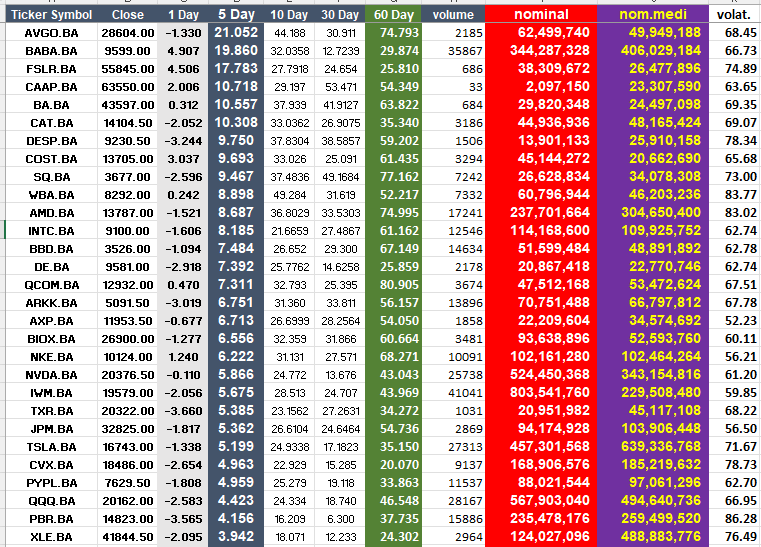 Ticker Symbol Close 1 Day 5 Day 10 Day 30 Day 60 Day volume nominal nom.medi volat.
AVGO.BA 28604.00 −1.330 21.052 44.188 30.911 74.793 2185 62,499,740 49,949,188 68.45
BABA.BA 9599.00 4.907 19.860 32.0358 12.7239 29.874 35867 344,287,328 406,029,184 66.73
FSLR.BA 55845.00 4.506 17.783 27.7918 24.654 25.810 686 38,309,672 26,477,896 74.89
CAAP.BA 63550.00 2.006 10.718 29.197 53.471 54.349 33 2,097,150 23,307,590 63.65
BA.BA 43597.00 0.312 10.557 37.939 41.9127 63.822 684 29,820,348 24,497,098 69.35
CAT.BA 14104.50 −2.052 10.308 33.0362 26.9075 35.340 3186 44,936,936 48,165,424 69.07
DESP.BA 9230.50 −3.244 9.750 37.8304 38.5857 59.202 1506 13,901,133 25,910,158 78.34
COST.BA 13705.00 3.037 9.693 33.026 25.091 61.435 3294 45,144,272 20,662,690 65.68
SQ.BA 3677.00 −2.596 9.467 37.4836 49.1684 77.162 7242 26,628,834 34,078,308 73.00
WBA.BA 8292.00 0.242 8.898 49.284 31.619 52.217 7332 60,796,944 46,203,236 83.77
AMD.BA 13787.00 −1.521 8.687 36.8029 33.5303 74.995 17241 237,701,664 304,650,400 83.02
INTC.BA 9100.00 −1.606 8.185 21.6659 27.4867 61.162 12546 114,168,600 109,925,752 62.74
BBD.BA 3526.00 −1.094 7.484 26.652 29.300 67.149 14634 51,599,484 48,891,892 62.78
DE.BA 9581.00 −2.918 7.392 25.7762 14.6258 25.859 2178 20,867,418 22,770,746 62.74
QCOM.BA 12932.00 0.470 7.311 32.793 25.395 80.905 3674 47,512,168 53,472,624 67.51
ARKK.BA 5091.50 −3.019 6.751 31.360 33.811 56.157 13896 70,751,488 66,797,812 67.78
AXP.BA 11953.50 −0.677 6.713 26.6999 28.2564 54.050 1858 22,209,604 34,574,692 52.23
BIOX.BA 26900.00 −1.277 6.556 32.359 31.866 60.664 3481 93,638,896 52,593,760 60.11
NKE.BA 10124.00 1.240 6.222 31.131 27.571 68.271 10091 102,161,280 102,464,264 56.21
NVDA.BA 20376.50 −0.110 5.866 24.772 13.676 43.043 25738 524,450,368 343,154,816 61.20
IWM.BA 19579.00 −2.056 5.675 28.513 24.707 43.969 41041 803,541,760 229,508,480 59.85
TXR.BA 20322.00 −3.660 5.385 23.1562 27.2631 34.272 1031 20,951,982 45,117,108 68.22
JPM.BA 32825.00 −1.817 5.362 26.6104 24.6464 54.736 2869 94,174,928 103,906,448 56.50
TSLA.BA 16743.00 −1.338 5.199 24.9338 17.1823 35.150 27313 457,301,568 639,336,768 71.67
CVX.BA 18486.00 −2.654 4.963 22.929 15.285 20.070 9137 168,906,576 185,219,632 78.73
PYPL.BA 7629.50 −1.808 4.959 25.279 19.118 33.863 11537 88,021,544 97,061,296 62.70
QQQ.BA 20162.00 −2.583 4.423 24.334 18.740 46.548 28167 567,903,040 494,640,736 66.95
PBR.BA 14823.00 −3.565 4.156 16.209 6.300 37.735 15886 235,478,176 259,499,520 86.28
XLE.BA 41844.50 −2.095 3.942 18.071 12.233 24.302 2964 124,027,096 488,883,776 76.49